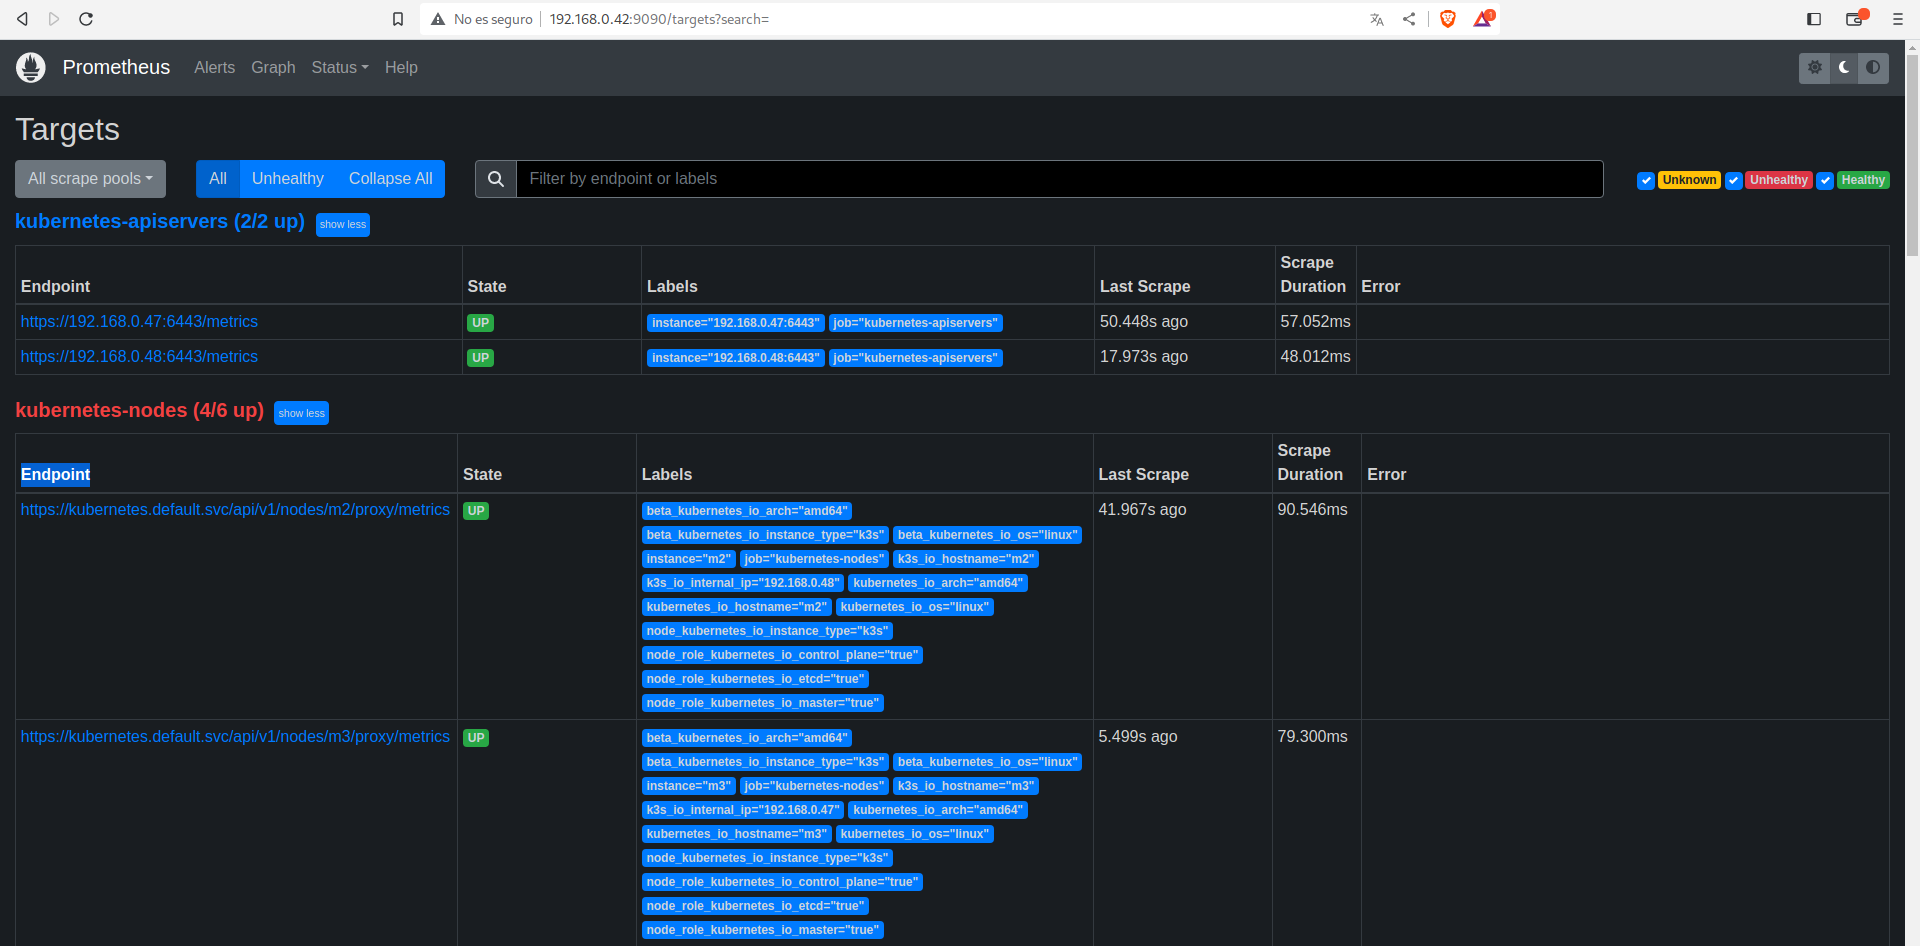 No es seguro 192.168.0.42:9090/targets?search=
1
Prometheus Alerts Graph Status Help
Targets
All scrape pools All Unhealthy Collapse All Filter by endpoint or labels Unknown Unhealthy Healthy
kubernetes-apiservers (2/2 up) show less
Endpoint State Labels Last Scrape Scrape Duration Error
https://192.168.0.47:6443/metrics UP instance="192.168.0.47:6443" job="kubernetes-apiservers" 50.448s ago 57.052ms
https://192.168.0.48:6443/metrics UP instance="192.168.0.48:6443" job="kubernetes-apiservers" 17.973s ago 48.012ms
kubernetes-nodes (4/6 up) show less
Endpoint State Labels Last Scrape Scrape Duration Error
https://kubernetes.default.svc/api/v1/nodes/m2/proxy/metrics UP beta_kubernetes_io_arch="amd64" 41.967s ago 90.546ms
beta_kubernetes_io_instance_type="k3s" beta_kubernetes_io_os="linux"
instance="m2" job="kubernetes-nodes" k3s_io_hostname="m2"
k3s_io_internal_ip="192.168.0.48" kubernetes_io_arch="amd64"
kubernetes_io_hostname="m2" kubernetes_io_os="linux"
node_kubernetes_io_instance_type="k3s"
node_role_kubernetes_io_control_plane="true"
node_role_kubernetes_io_etcd="true"
node_role_kubernetes_io_master="true"
https://kubernetes.default.svc/api/v1/nodes/m3/proxy/metrics UP beta_kubernetes_io_arch="amd64" 5.499s ago 79.300ms
beta_kubernetes_io_instance_type="k3s" beta_kubernetes_io_os="linux"
instance="m3" job="kubernetes-nodes" k3s_io_hostname="m3"
k3s_io_internal_ip="192.168.0.47" kubernetes_io_arch="amd64"
kubernetes_io_hostname="m3" kubernetes_io_os="linux"
node_kubernetes_io_instance_type="k3s"
node_role_kubernetes_io_control_plane="true"
node_role_kubernetes_io_etcd="true"
node_role_kubernetes_io_master="true"